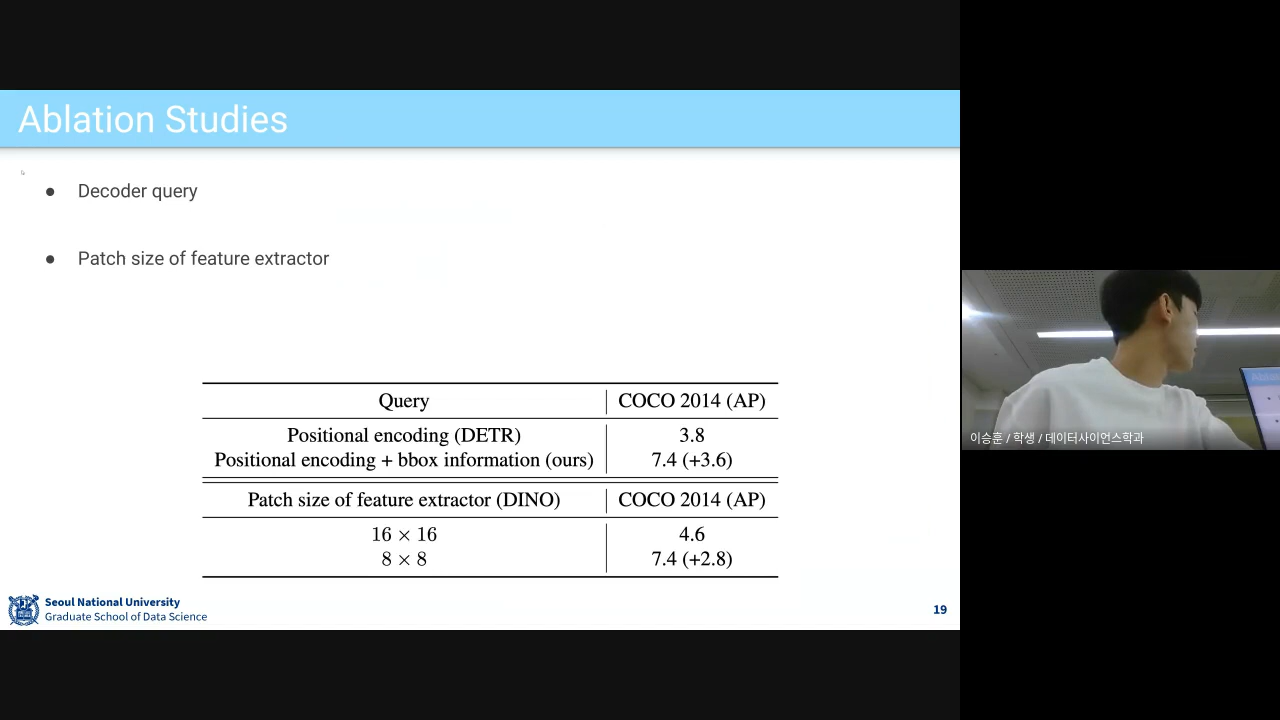 Ablation Studies
● Decoder query
● Patch size of feature extractor
Query COCO 2014 (AP)
Positional encoding (DETR) 3.8
Positional encoding + bbox information (ours) 7.4 (+3.6)
Patch size of feature extractor (DINO) COCO 2014 (AP)
16 × 16 4.6
8 × 8 7.4 (+2.8)
Seoul National University
Graduate School of Data Science
19
이승훈 / 학생 / 데이터사이언스학과